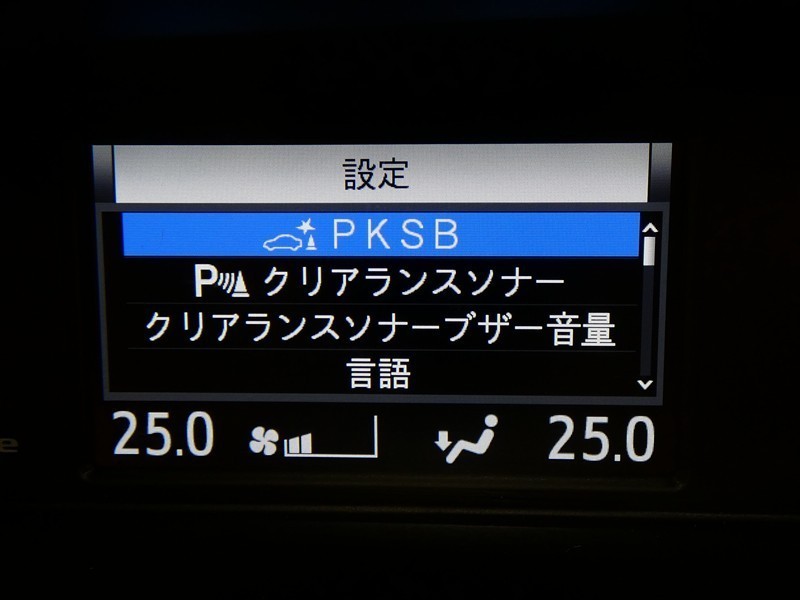 設定
PKSB
P クリアランスソナー
クリアランスソナーブザー音量
言語
25.0 25.0
e